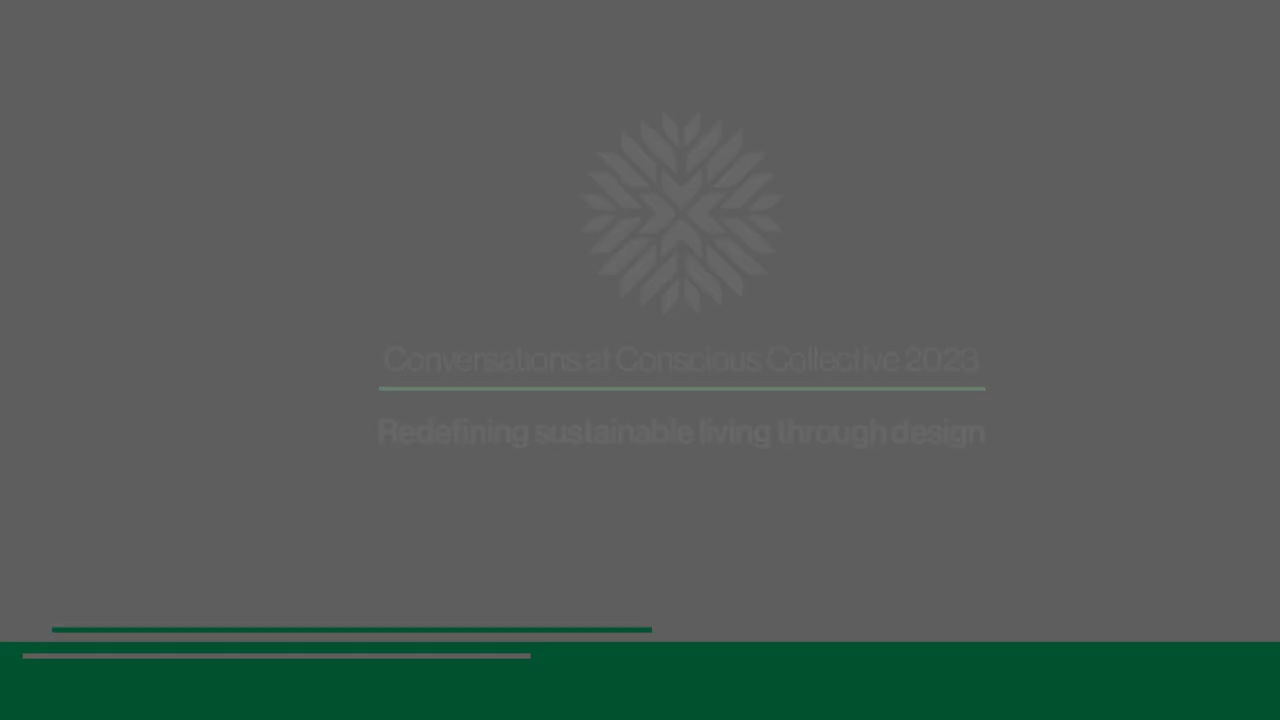 Conversations at Conscious Collective 2023
Redefining sustainable living through design